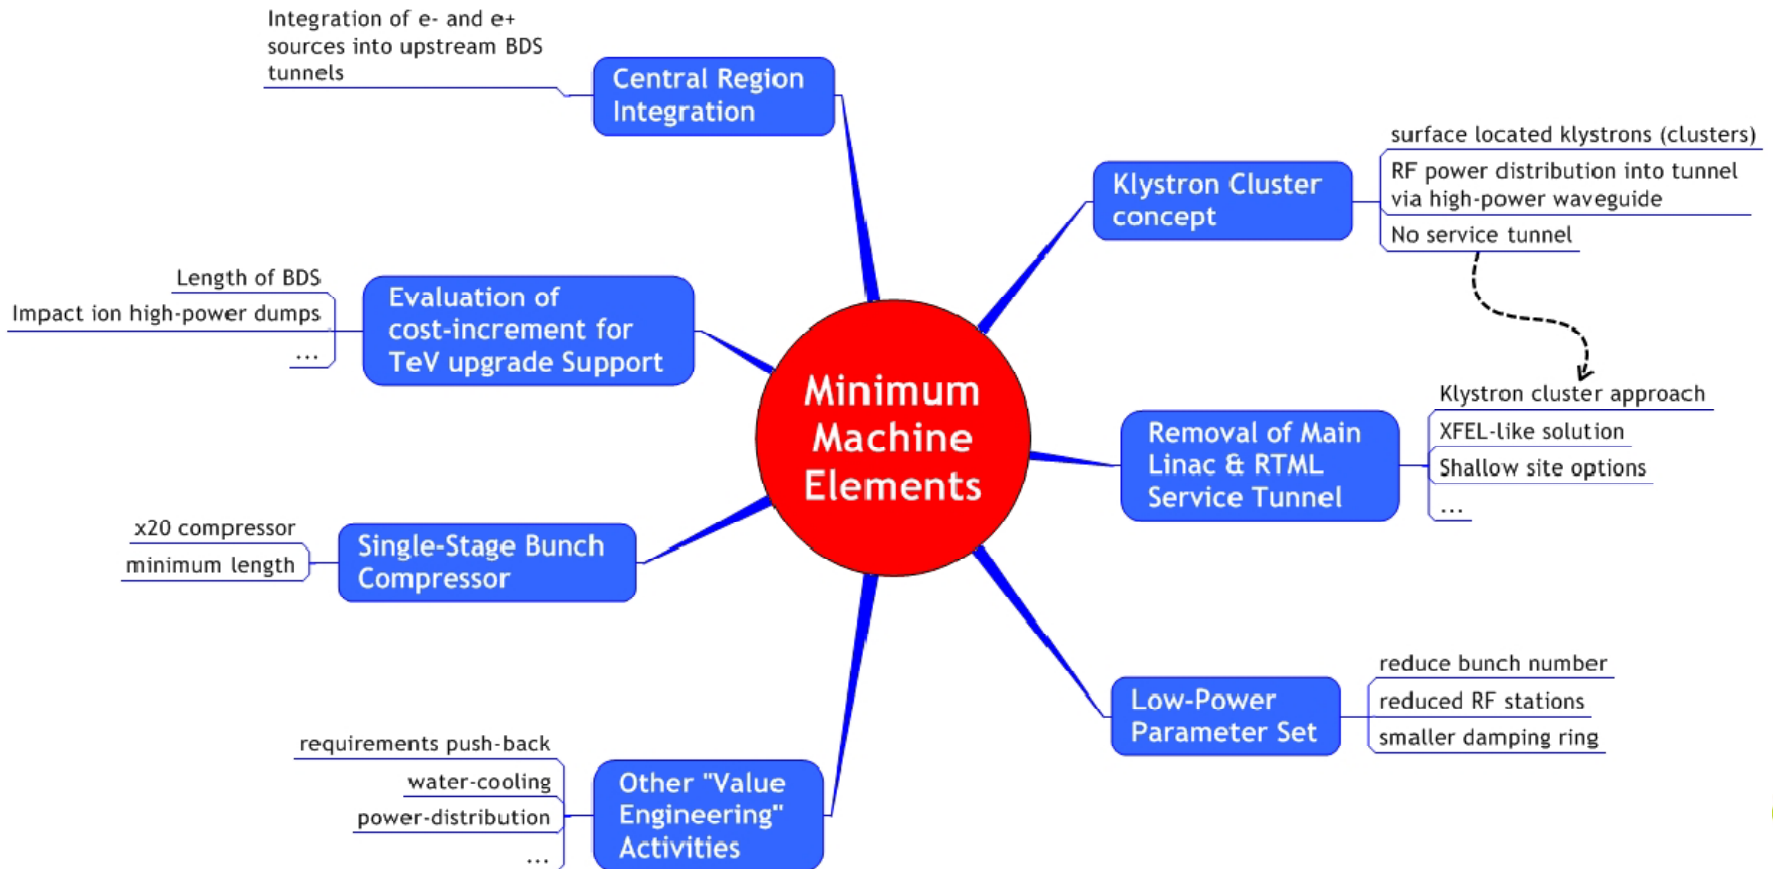 Integration of e- and e+
sources into upstream BDS
tunnels
Central Region
Integration
surface located klystrons (clusters)
RF power distribution into tunnel
via high-power waveguide
No service tunnel
Klystron Cluster
concept
Length of BDS
Impact ion high-power dumps
...
Evaluation of
cost-increment for
TeV upgrade Support
Minimum
Machine
Elements
Klystron cluster approach
XFEL-like solution
Shallow site options
...
Removal of Main
Linac & RTML
Service Tunnel
x20 compressor
minimum length
Single-Stage Bunch
Compressor
reduce bunch number
reduced RF stations
smaller damping ring
Low-Power
Parameter Set
requirements push-back
water-cooling
power-distribution
...
Other "Value
Engineering"
Activities